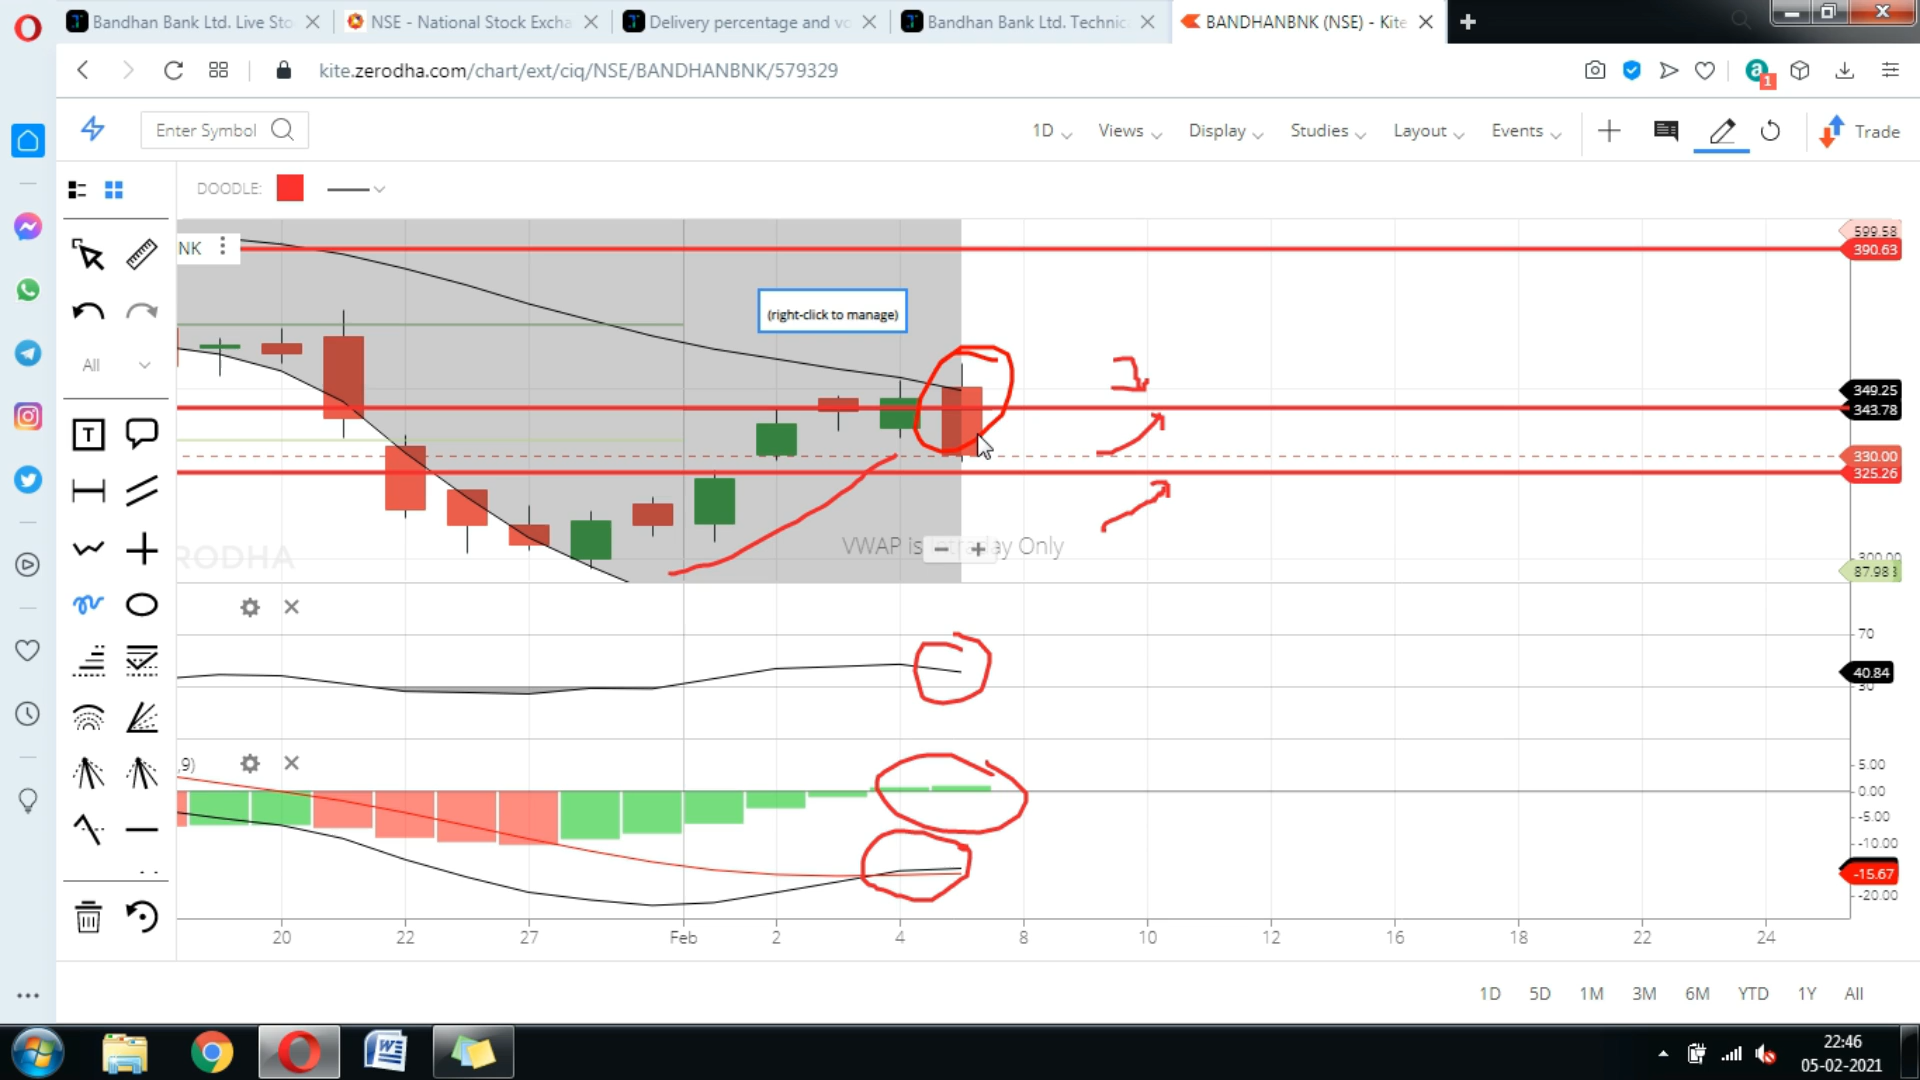 Bandhan Bank Ltd. Live Sto
NSE - National Stock Excha
Delivery percentage and vo
Bandhan Bank Ltd. Technic
BANDHANBNK (NSE) - Kite
kite.zerodha.com/chart/ext/ciq/NSE/BANDHANBNK/579329
1
Enter Symbol
1D
Views
Display
Studies
Layout
Events
Trade
DOODLE:
NK
All
T
(right-click to manage)
VWAP is Intraday Only
RODHA
599.58
390.63
349.25
343.78
330.00
325.26
300.00
70
40.84
30
,9)
5.00
0.00
-5.00
-10.00
-15.67
-20.00
20 22 27 Feb 2 4 8 10 12 16 18 22 24
1D 5D 1M 3M 6M YTD 1Y All
22:46
05-02-2021